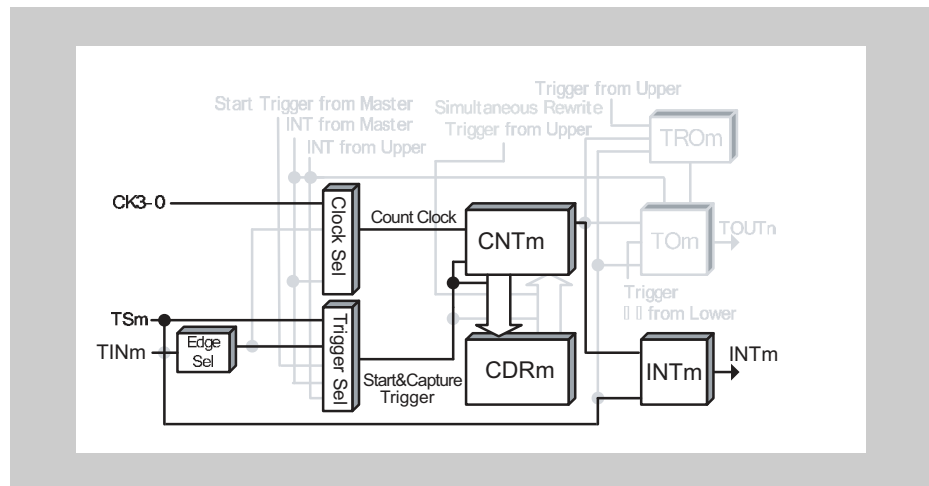 Trigger from Upper
Start Trigger from Master
Simultaneous Rewrite
INT from Master
Trigger from Upper
INT from Upper
TROm
CK3-0
Clock Sel
Count Clock
CNTm
TOm
TOUTn
Trigger
from Lower
TSm
TINm
Edge
Sel
Trigger Sel
Start&Capture
Trigger
CDRm
INTm
INTm